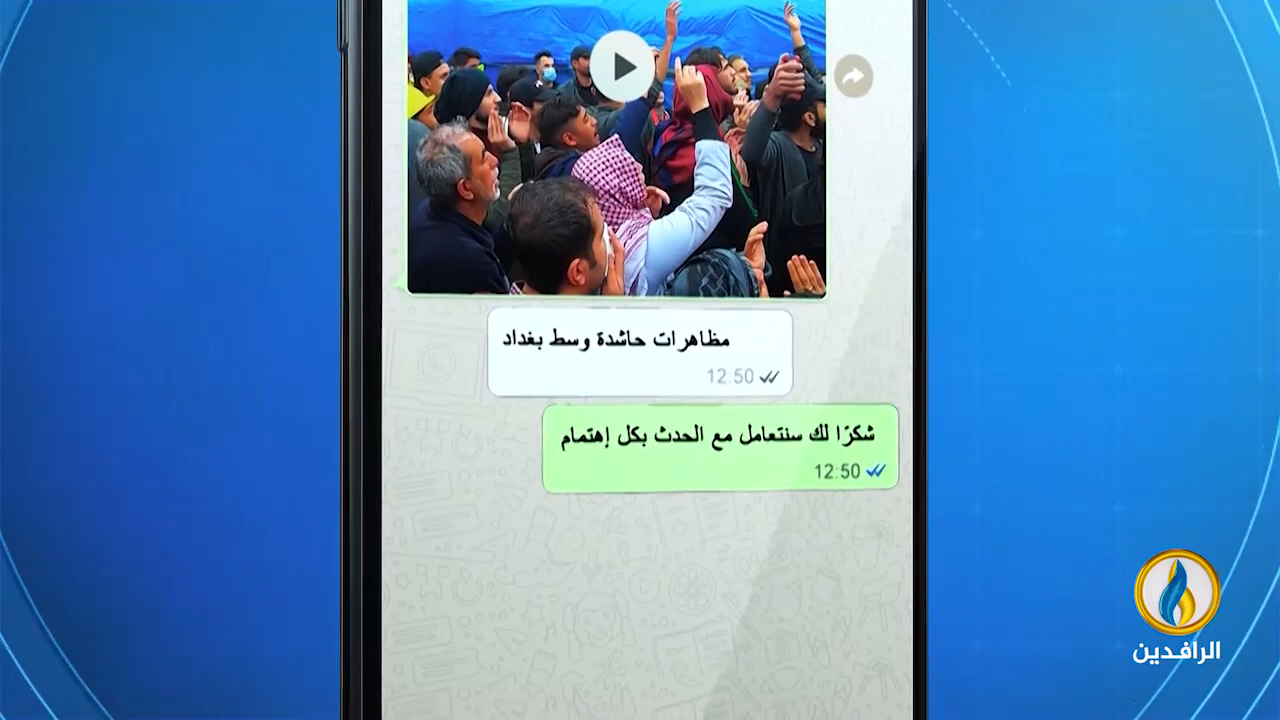 مظاهرات حاشدة وسط بغداد
12:50
شكرًا لك سنتعامل مع الحدث بكل إهتمام
12:50
الرافدين